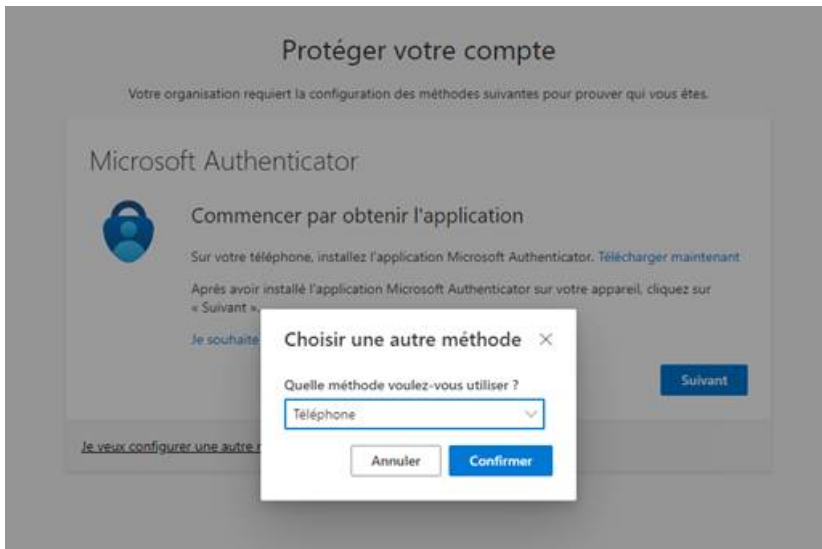 Protéger votre compte
Votre organisation requiert la configuration des méthodes suivantes pour prouver qui vous êtes.
Microsoft Authenticator
Commencer par obtenir l'application
Sur votre téléphone, installez l'application Microsoft Authenticator. Télécharger maintenant
Après avoir installé l'application Microsoft Authenticator sur votre appareil, cliquez sur
« Suivant ».
Je souhaite
Choisir une autre méthode
Quelle méthode voulez-vous utiliser ?
Téléphone
Annuler
Confirmer
Suivant
Je veux configurer une autre